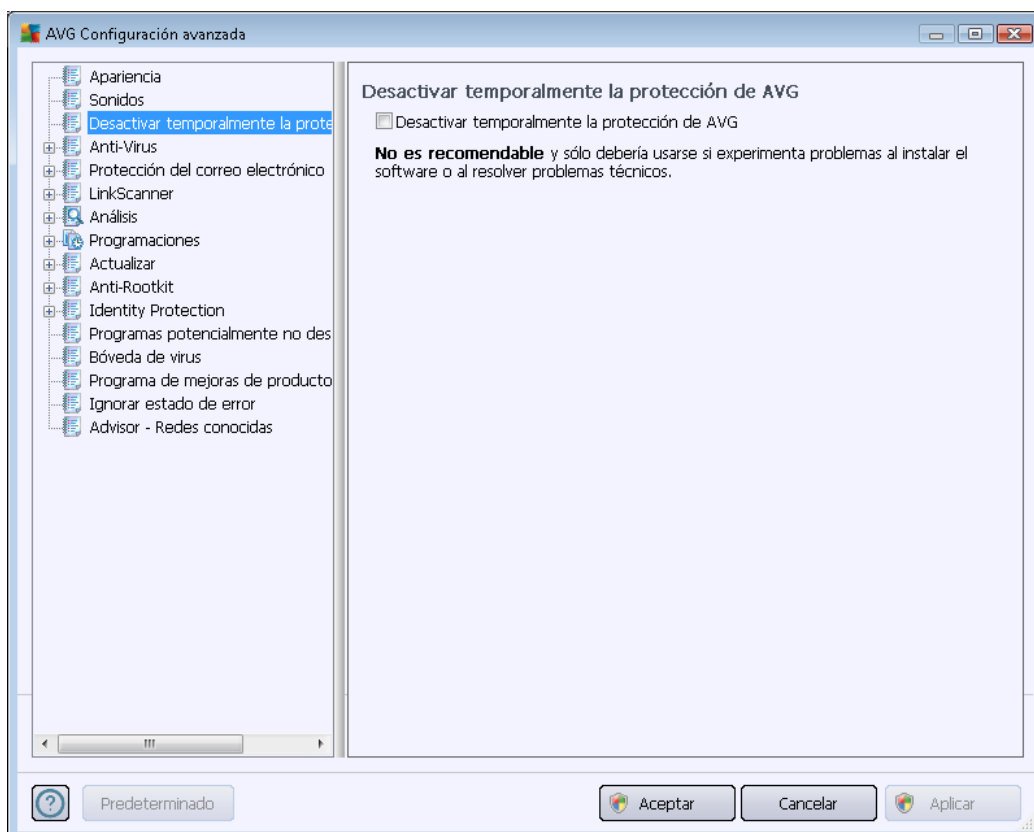 AVG Configuración avanzada
Apariencia
Sonidos
Desactivar temporalmente la prote
Anti-Virus
Protección del correo electrónico
LinkScanner
Análisis
Programaciones
Actualizar
Anti-Rootkit
Identity Protection
Programas potencialmente no des
Bóveda de virus
Programa de mejoras de producto
Ignorar estado de error
Advisor - Redes conocidas
Desactivar temporalmente la protección de AVG
Desactivar temporalmente la protección de AVG
No es recomendable y sólo debería usarse si experimenta problemas al instalar el
software o al resolver problemas técnicos.
Predeterminado
Aceptar
Cancelar
Aplicar